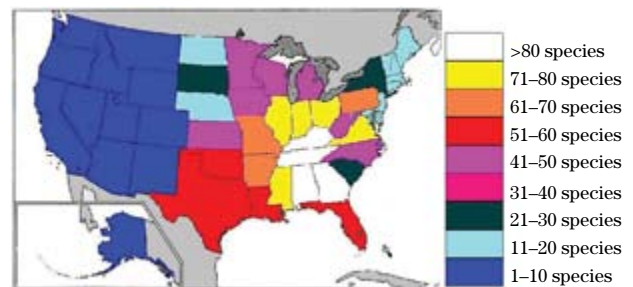 >80 species
71–80 species
61–70 species
51–60 species
41–50 species
31–40 species
21–30 species
11–20 species
1–10 species